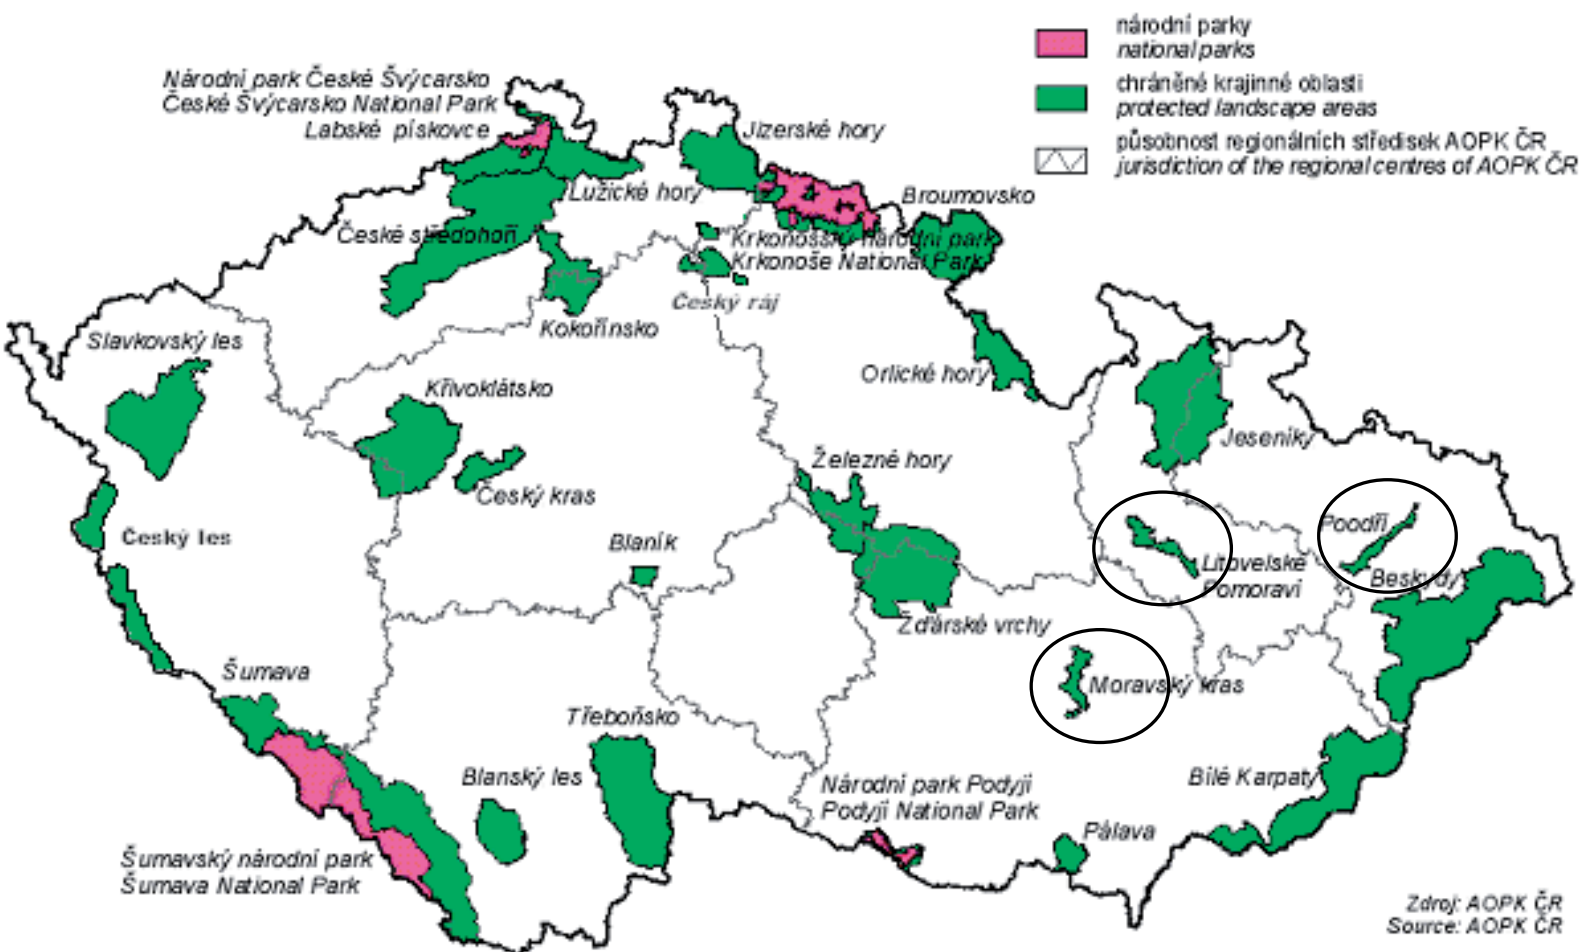 národní parky
national parks
chráněné krajinné oblasti
protected landscape areas
působnost regionálních středisek AOPK ČR
jurisdiction of the regional centres of AOPK ČR
Národní park České Švýcarsko
České Švýcarsko National Park
Labské pískovce
Jizerské hory
Lužické hory
Broumovsko
České středohoří
Krkonošský národní park
Krkonoše National Park
Český ráj
Kokořínsko
Slavkovský les
Křivoklátsko
Orlické hory
Jeseníky
Železné hory
Český kras
Český les
Blaník
Poodří
Litovelské
Pomoraví
Beskydy
Žďárské vrchy
Šumava
Moravský kras
Třeboňsko
Blanský les
Národní park Podyjí
Podyjí National Park
Bílé Karpaty
Pálava
Šumavský národní park
Šumava National Park
Zdroj: AOPK ČR
Source: AOPK ČR